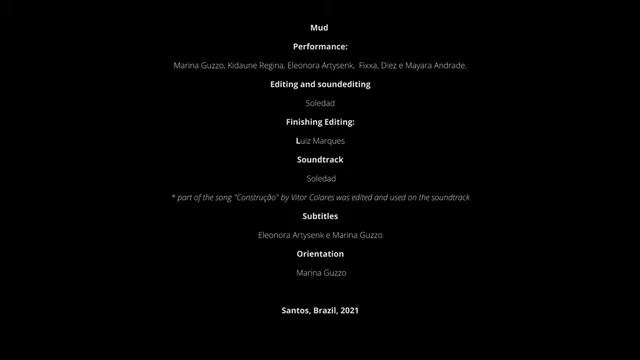 Mud
Performance:
Marina Guzzo, Kidaune Regina, Eleonora Artysenk,  Fixxa, Diez e Mayara Andrade.
Editing and soundediting
Soledad
Finishing Editing:
Luiz Marques
Soundtrack
Soledad
* part of the song "Construção" by Vitor Colares was edited and used on the soundtrack
Subtitles
Eleonora Artysenk e Marina Guzzo
Orientation
Marina Guzzo
Santos, Brazil, 2021